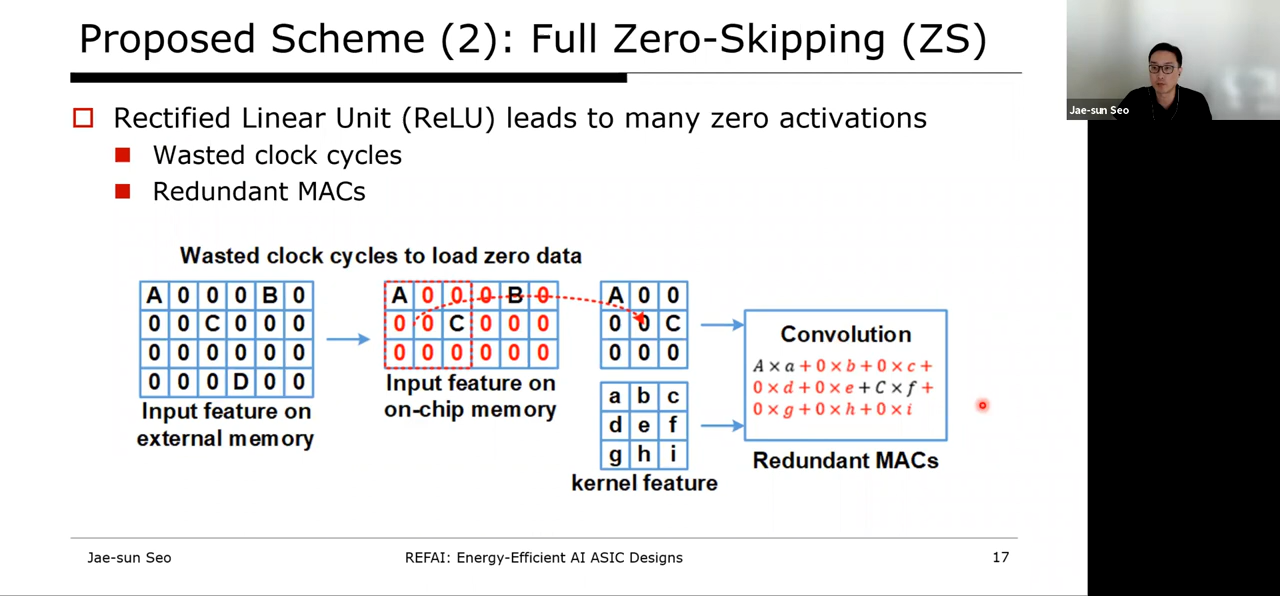 Proposed Scheme (2): Full Zero-Skipping (ZS)
Jae-sun Seo
Rectified Linear Unit (ReLU) leads to many zero activations
Wasted clock cycles
Redundant MACs
Wasted clock cycles to load zero data
A 0 0 0 B 0
0 0 C 0 0 0
0 0 0 0 0 0
0 0 0 D 0 0
Input feature on
external memory
A 0 0 0 B 0
0 0 C 0 0 0
0 0 0 0 0 0
Input feature on
on-chip memory
A 0 0
0 0 C
0 0 0
a b c
d e f
g h i
kernel feature
Convolution
A × a + 0 × b + 0 × c +
0 × d + 0 × e + C × f +
0 × g + 0 × h + 0 × i
Redundant MACs
Jae-sun Seo
REFAI: Energy-Efficient AI ASIC Designs
17